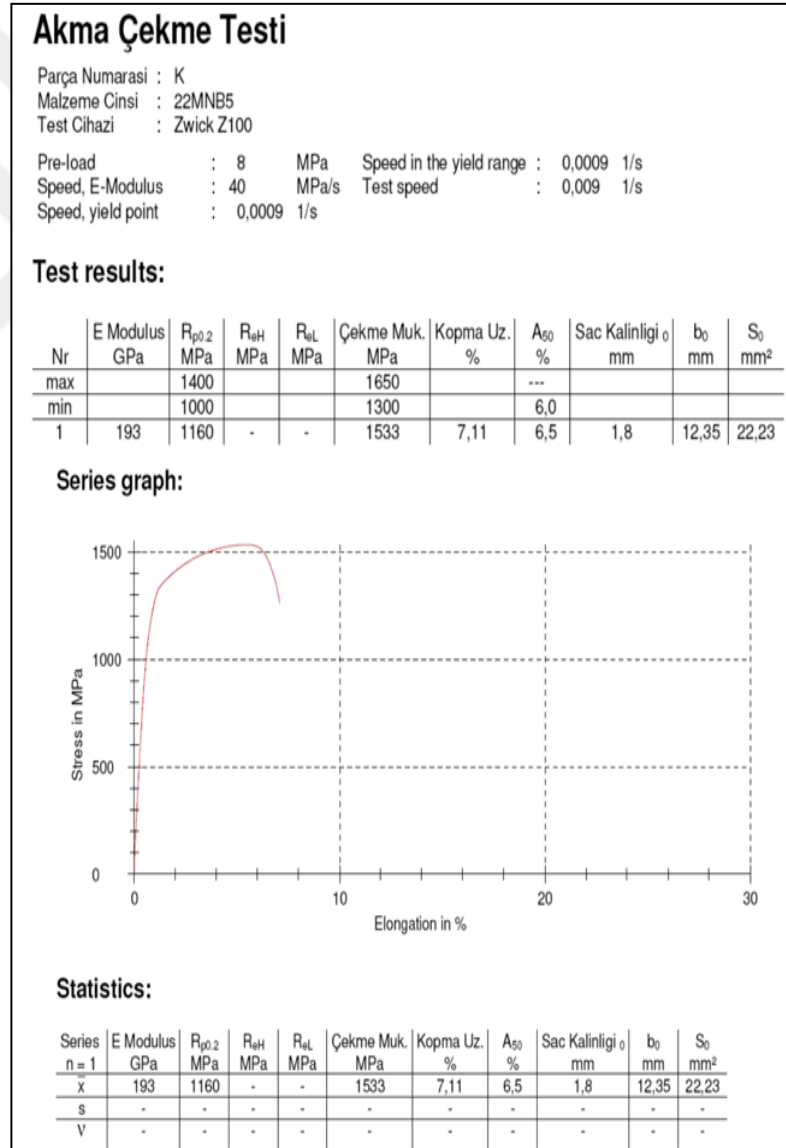 Akma Çekme Testi
Parça Numarasi : K
Malzeme Cinsi : 22MNB5
Test Cihazi : Zwick Z100
Pre-load : 8 MPa Speed in the yield range : 0,0009 1/s
Speed, E-Modulus : 40 MPa/s Test speed : 0,009 1/s
Speed, yield point : 0,0009 1/s
Test results:
E Modulus Rp0.2 ReH ReL Çekme Muk. Kopma Uz. A50 Sac Kalinligi 0 b0 S0
Nr GPa MPa MPa MPa MPa % % mm mm mm²
max 1400 1650 ---
min 1000 1300 6,0
1 193 1160 - - 1533 7,11 6,5 1,8 12,35 22,23
Series graph:
1500
1000
Stress in MPa
500
0
0 10 20 30
Elongation in %
Statistics:
Series E Modulus Rp0.2 ReH ReL Çekme Muk. Kopma Uz. A50 Sac Kalinligi 0 b0 S0
n = 1 GPa MPa MPa MPa MPa % % mm mm mm²
x̄ 193 1160 - - 1533 7,11 6,5 1,8 12,35 22,23
s - - - - - - - - - -
ν - - - - - - - - - -